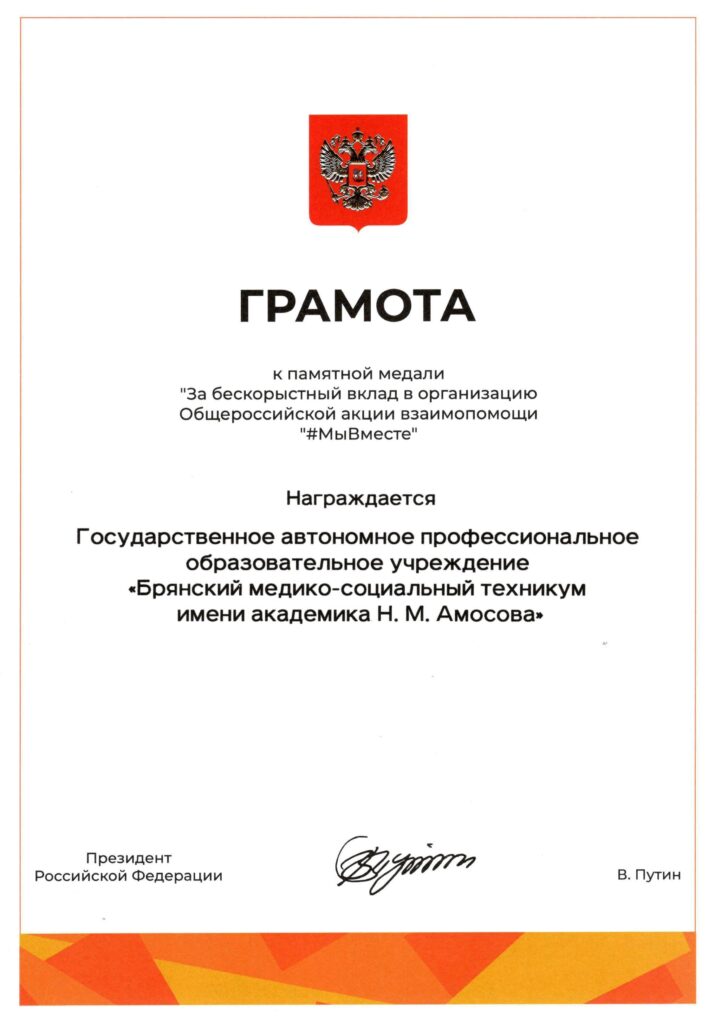 ГРАМОТА
к памятной медали
"За бескорыстный вклад в организацию
Общероссийской акции взаимопомощи
"#МыВместе"
Награждается
Государственное автономное профессиональное
образовательное учреждение
«Брянский медико-социальный техникум
имени академика Н. М. Амосова»
Президент
Российской Федерации
В. Путин